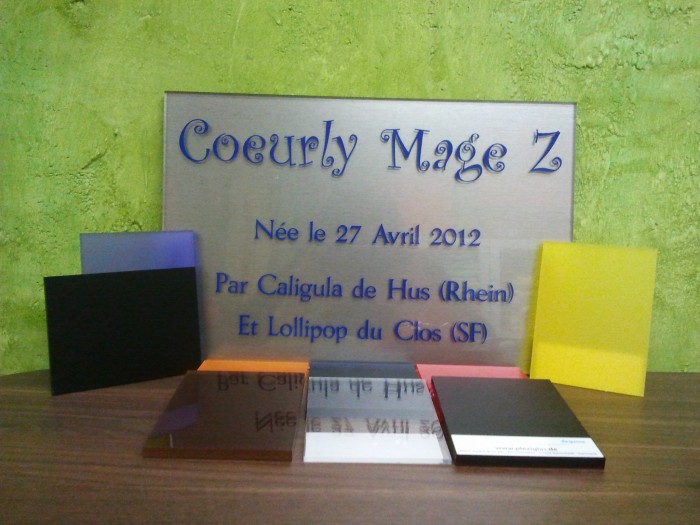 Coeurly Mage Z
Née le 27 Avril 2012
Par Caligula de Hus (Rhein)
Et Lollipop du Clos (SF)